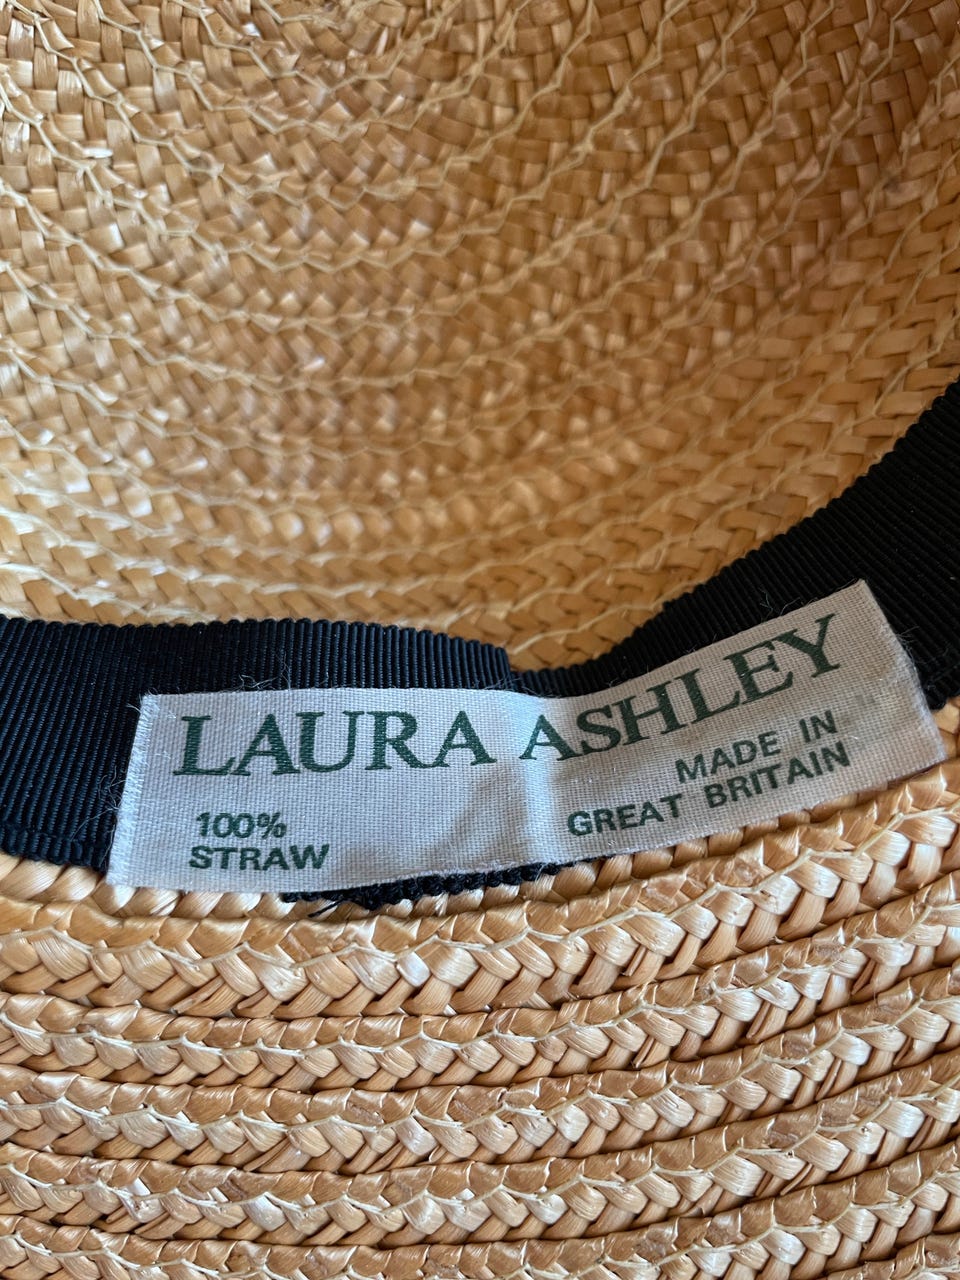 LAURA ASHLEY
100%
STRAW
MADE IN
GREAT BRITAIN